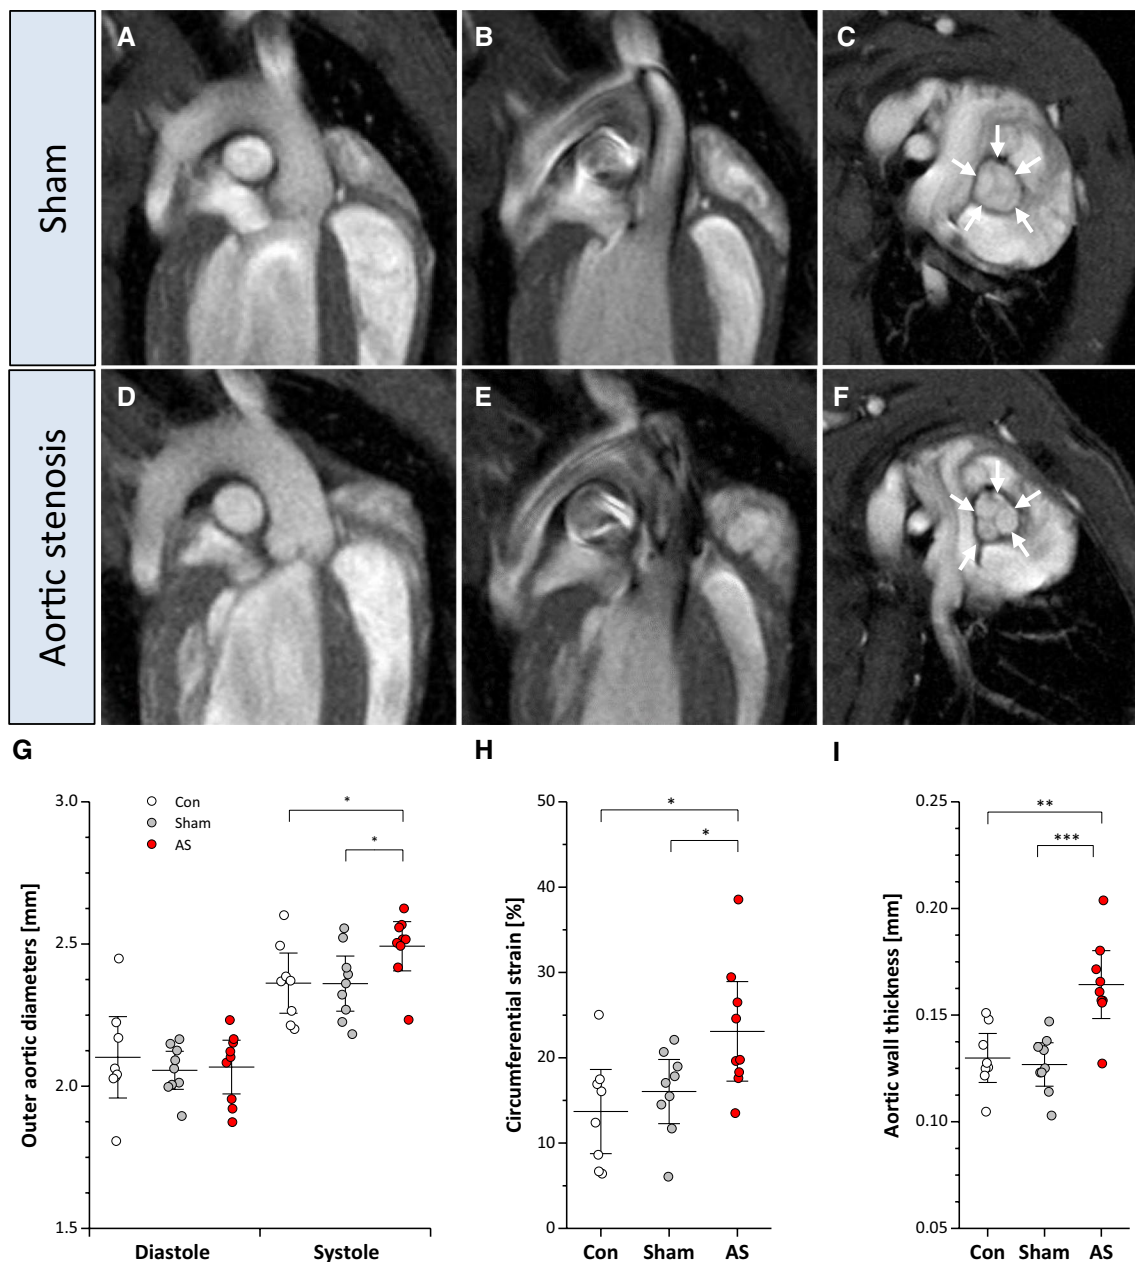 Sham
A
B
C
Aortic stenosis
D
E
F
G
H
I
Outer aortic diameters [mm]
3.0
2.5
2.0
1.5
Con
Sham
AS
*
*
Diastole
Systole
Circumferential strain [%]
50
40
30
20
10
0
*
*
Con
Sham
AS
Aortic wall thickness [mm]
0.25
0.20
0.15
0.10
0.05
**
***
Con
Sham
AS